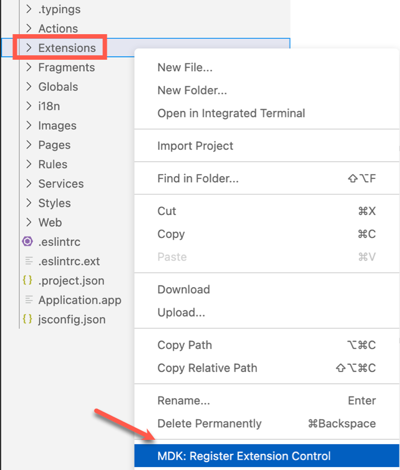 .typings
Actions
Extensions
Fragments
Globals
i18n
Images
Pages
Rules
Services
Styles
Web
.eslintrc
.eslintrc.ext
{} .project.json
Application.app
{} jsconfig.json
New File...
New Folder...
Open in Integrated Terminal
Import Project
Find in Folder... ⇧⌥F
Cut ⌘X
Copy ⌘C
Paste ⌘V
Download
Upload...
Copy Path ⌥⌘C
Copy Relative Path ⇧⌥⌘C
Rename... Enter
Delete Permanently ⌘Backspace
MDK: Register Extension Control